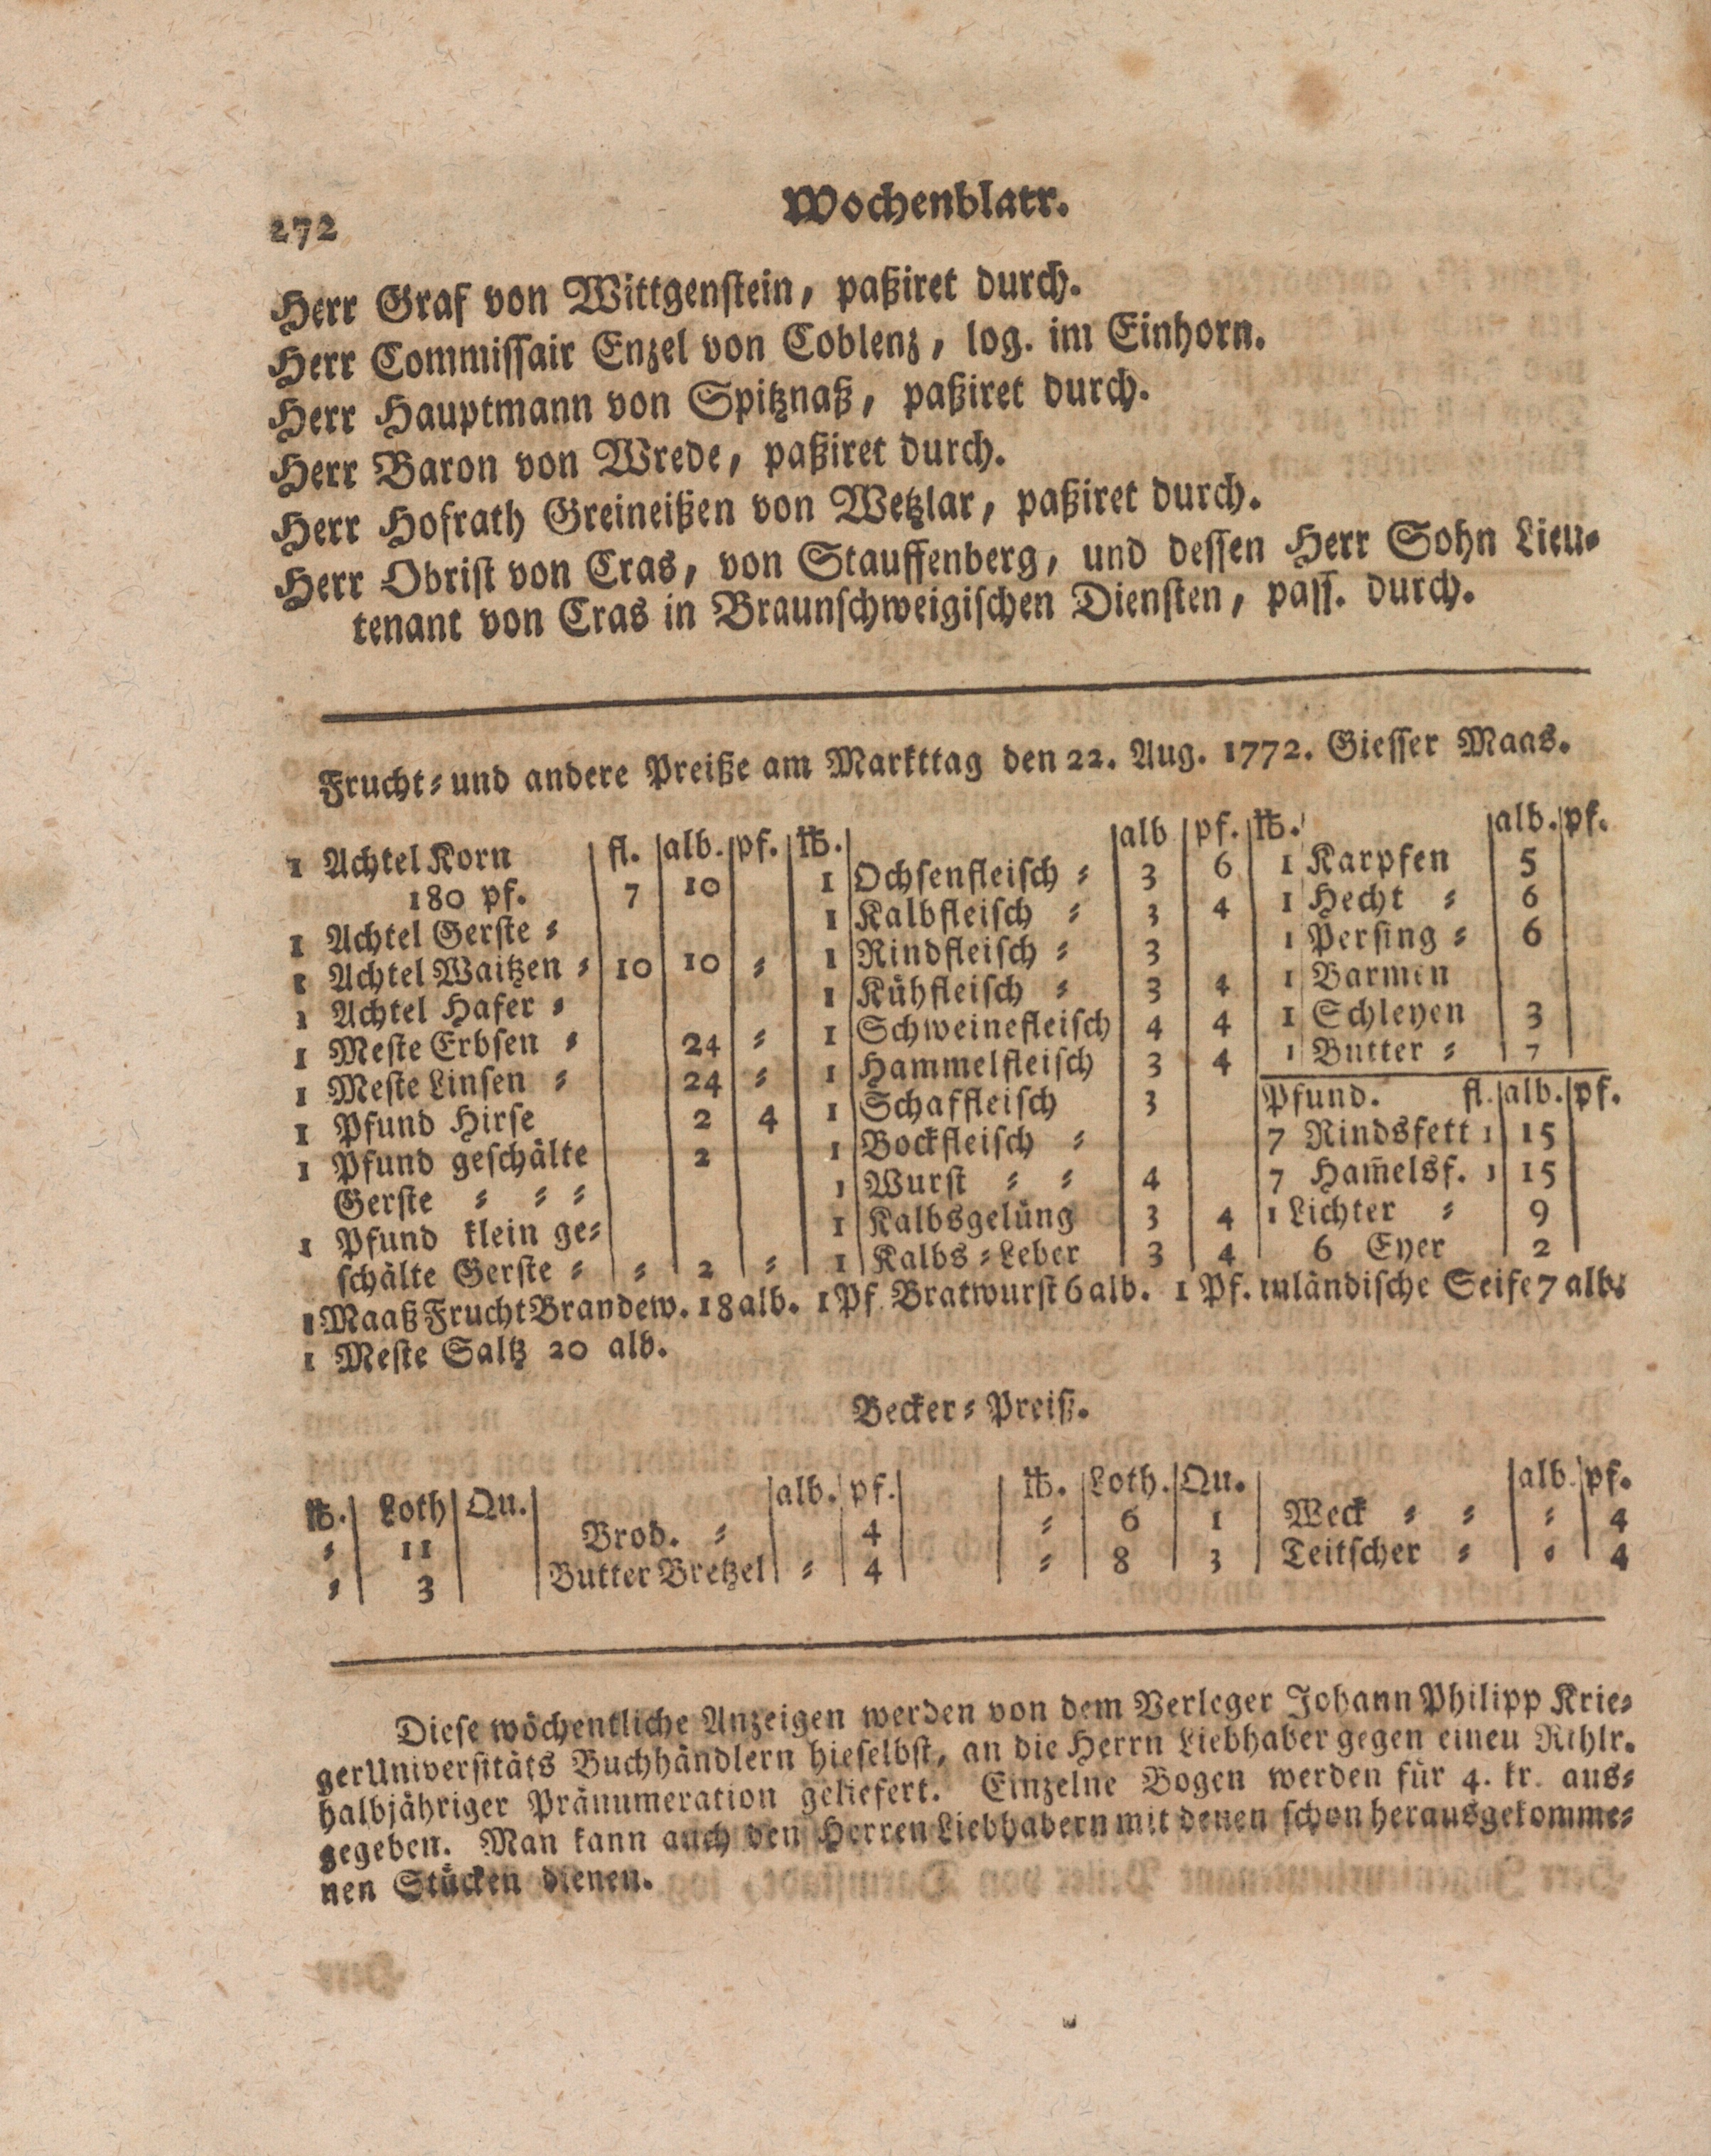 272 Wochenblatt.
Herr Graf von Wittgenstein, paßiret durch.
Herr Commissair Enzel von Coblenz, log. im Einhorn.
Herr Hauptmann von Spitznaß, paßiret durch.
Herr Baron von Wrede, paßiret durch.
Herr Hofrath Greineißen von Wetzlar, paßiret durch.
Herr Obrist von Cras, von Stauffenberg, und dessen Herr Sohn Lieu-
tenant von Cras in Braunschweigischen Diensten, pass. durch.
Frucht- und andere Preiße am Markttag den 22. Aug. 1772. Giesser Maas.
fl. alb. pf.
1 Achtel Korn
180 pf. 7 10
1 Achtel Gerste -
1 Achtel Waitzen - 10 10 -
1 Achtel Hafer -
1 Meste Erbsen - 24 -
1 Meste Linsen - 24 -
1 Pfund Hirse 2 4
1 Pfund geschälte 2
Gerste - - -
1 Pfund klein ge-
schälte Gerste - - 2 -
℔. alb pf.
1 Ochsenfleisch - 3 6
1 Kalbfleisch - 3 4
1 Rindfleisch - 3
1 Kühfleisch - 3 4
1 Schweinefleisch 4 4
1 Hammelfleisch 3 4
1 Schaffleisch 3
1 Bockfleisch -
1 Wurst - - 4
1 Kalbsgelüng 3 4
1 Kalbs-Leber 3 4
℔. alb. pf.
1 Karpfen 5
1 Hecht - 6
1 Persing - 6
1 Barmen
1 Schleyen 3
1 Butter - 7
Pfund. fl. alb. pf.
7 Rindsfett 1 15
7 Ham̄elsf. 1 15
1 Lichter - 9
6 Eyer 2
1 Maaß Frucht Brandew. 18 alb. 1 Pf. Bratwurst 6 alb. 1 Pf. inländische Seife 7 alb.
1 Meste Saltz 20 alb.
Becker-Preiß.
℔. Loth Qu. alb. pf. ℔. Loth. Qu. alb. pf.
- 11 Brod. - 4 - 6 1 Weck - - - 4
- 3 Butter Bretzel - 4 - 8 3 Teitscher - - 4
Diese wöchentliche Anzeigen werden von dem Verleger Johann Philipp Krie-
ger Universitäts Buchhändlern hieselbst, an die Herrn Liebhaber gegen eineu Rthlr.
halbjähriger Pränumeration geliefert. Einzelne Bogen werden für 4. kr. aus-
gegeben. Man kann auch den Herren Liebhabern mit denen schon herausgekomme-
nen Stücken dienen.